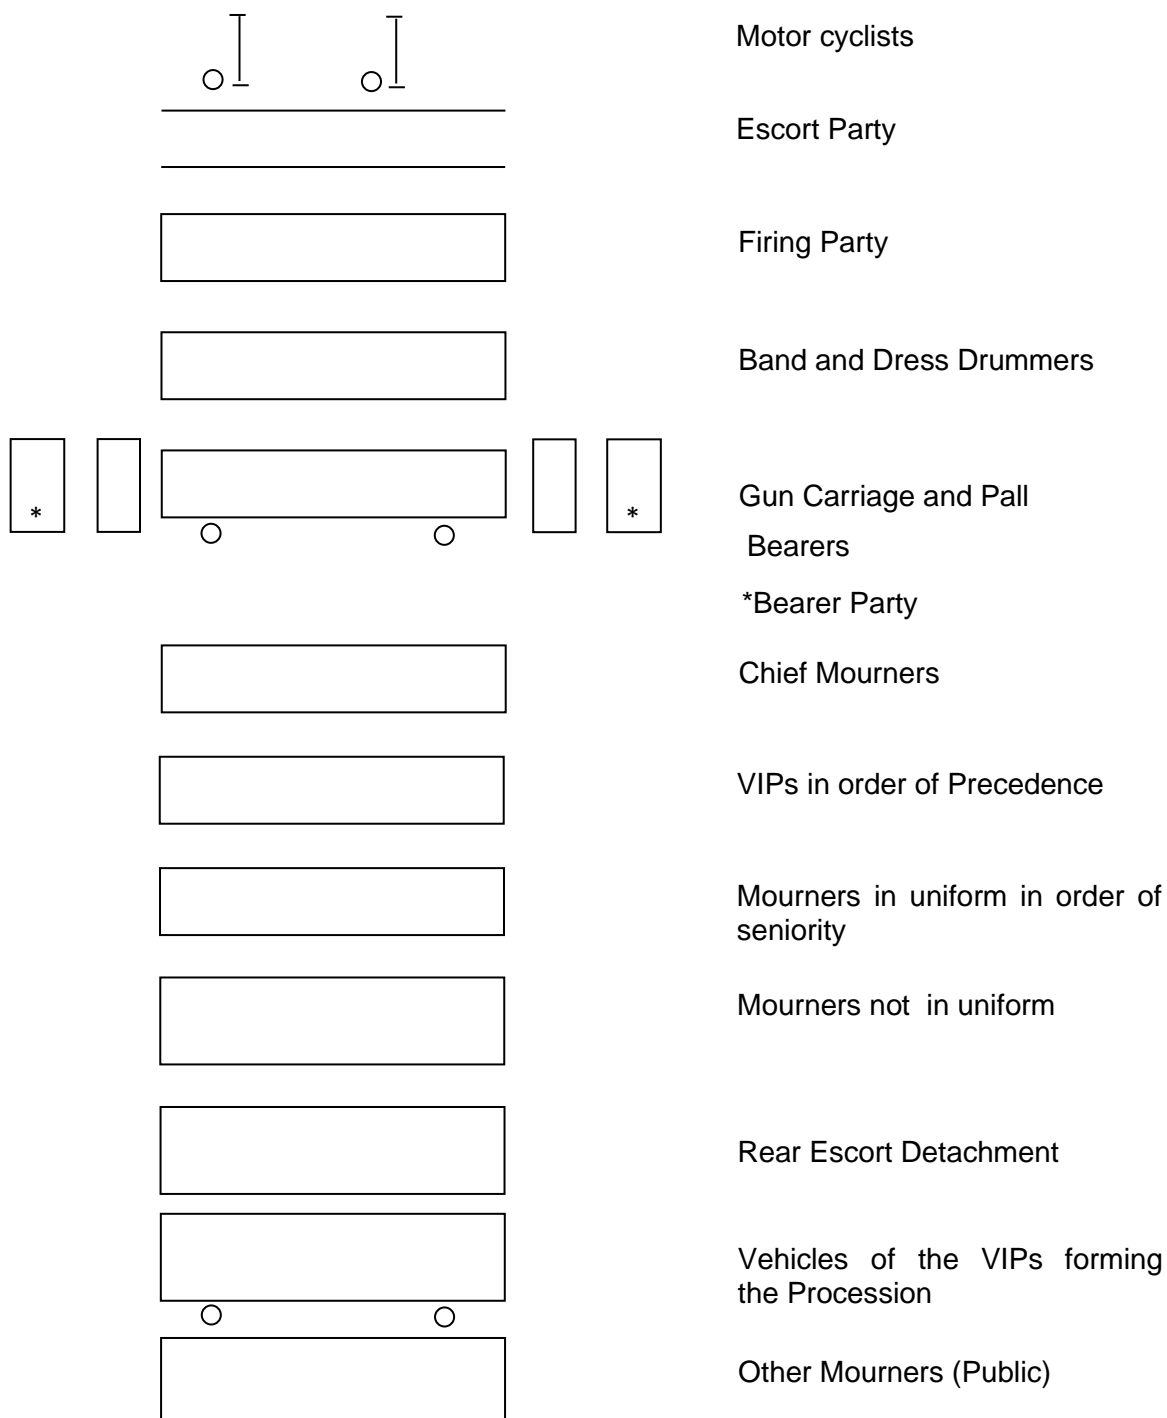 Motor cyclists
Escort Party
Firing Party
Band and Dress Drummers
* *
Gun Carriage and Pall
Bearers
*Bearer Party
Chief Mourners
VIPs in order of Precedence
Mourners in uniform in order of
seniority
Mourners not in uniform
Rear Escort Detachment
Vehicles of the VIPs forming
the Procession
Other Mourners (Public)